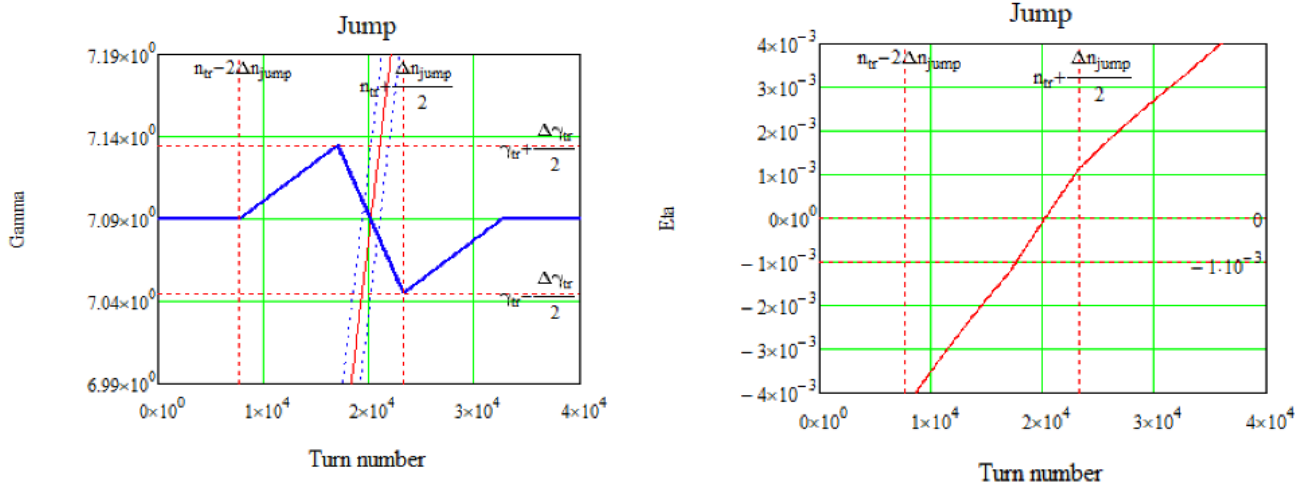 Jump
7.19×10⁰
7.14×10⁰
7.09×10⁰
7.04×10⁰
6.99×10⁰
Gamma
n_tr−2Δn_jump
n_tr+Δn_jump/2
γ_tr+Δγ_tr/2
γ_tr−Δγ_tr/2
0×10⁰ 1×10⁴ 2×10⁴ 3×10⁴ 4×10⁴
Turn number
Jump
4×10⁻³
3×10⁻³
2×10⁻³
1×10⁻³
0×10⁰
−1×10⁻³
−2×10⁻³
−3×10⁻³
−4×10⁻³
Eta
n_tr−2Δn_jump
n_tr+Δn_jump/2
0
−1·10⁻³
0×10⁰ 1×10⁴ 2×10⁴ 3×10⁴ 4×10⁴
Turn number